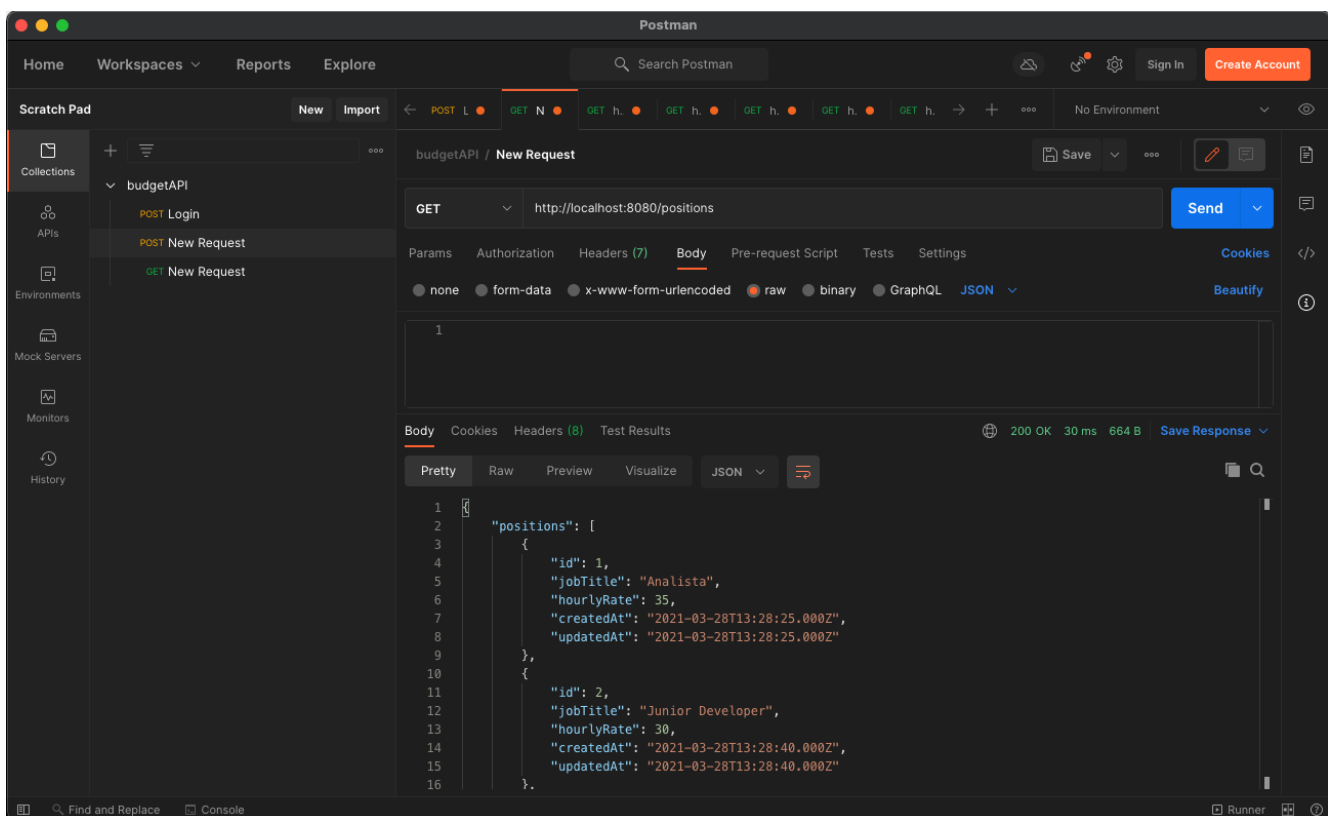 Postman
Home Workspaces Reports Explore Search Postman Sign In Create Account
Scratch Pad New Import POST L GET N GET h. GET h. GET h. GET h. GET h. No Environment
Collections
APIs
Environments
Mock Servers
Monitors
History
budgetAPI
POST Login
POST New Request
GET New Request
budgetAPI / New Request Save
GET http://localhost:8080/positions Send
Params Authorization Headers (7) Body Pre-request Script Tests Settings Cookies
none form-data x-www-form-urlencoded raw binary GraphQL JSON Beautify
1
Body Cookies Headers (8) Test Results 200 OK 30 ms 664 B Save Response
Pretty Raw Preview Visualize JSON
1 {
2 "positions": [
3 {
4 "id": 1,
5 "jobTitle": "Analista",
6 "hourlyRate": 35,
7 "createdAt": "2021-03-28T13:28:25.000Z",
8 "updatedAt": "2021-03-28T13:28:25.000Z"
9 },
10 {
11 "id": 2,
12 "jobTitle": "Junior Developer",
13 "hourlyRate": 30,
14 "createdAt": "2021-03-28T13:28:40.000Z",
15 "updatedAt": "2021-03-28T13:28:40.000Z"
16 },
Find and Replace Console Runner